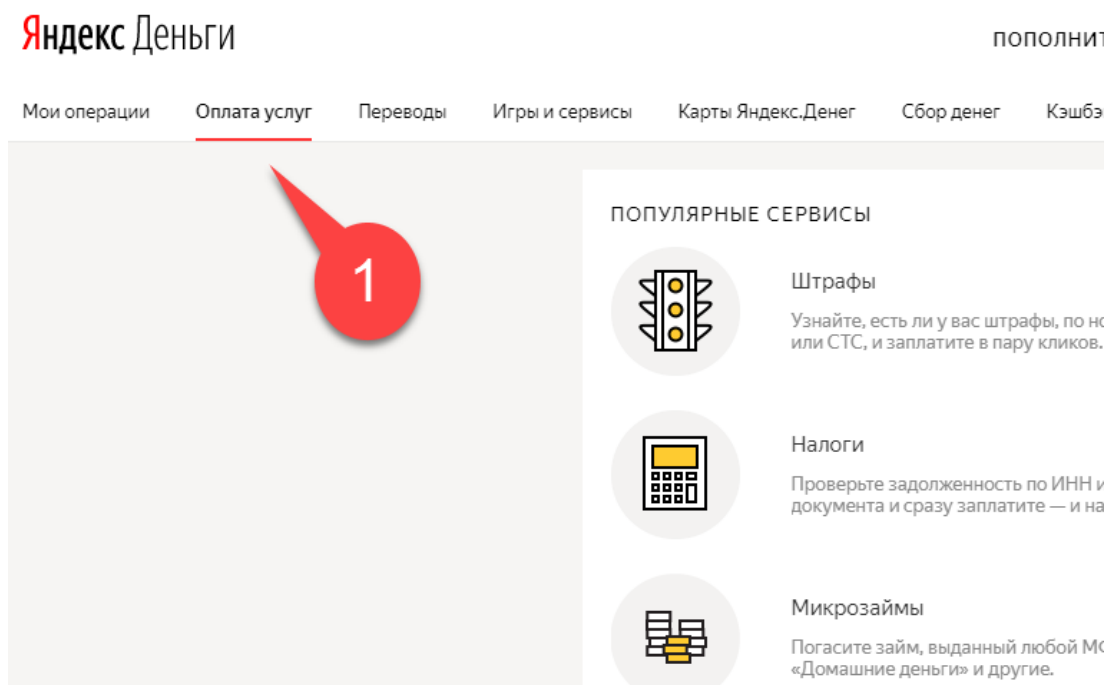 Яндекс Деньги
ПОПОЛНИТ
Мои операции Оплата услуг Переводы Игры и сервисы Карты Яндекс.Денег Сбор денег Кэшбэ
1
ПОПУЛЯРНЫЕ СЕРВИСЫ
Штрафы
Узнайте, есть ли у вас штрафы, по но
или СТС, и заплатите в пару кликов.
Налоги
Проверьте задолженность по ИНН и
документа и сразу заплатите — и на
Микрозаймы
Погасите займ, выданный любой МФ
«Домашние деньги» и другие.